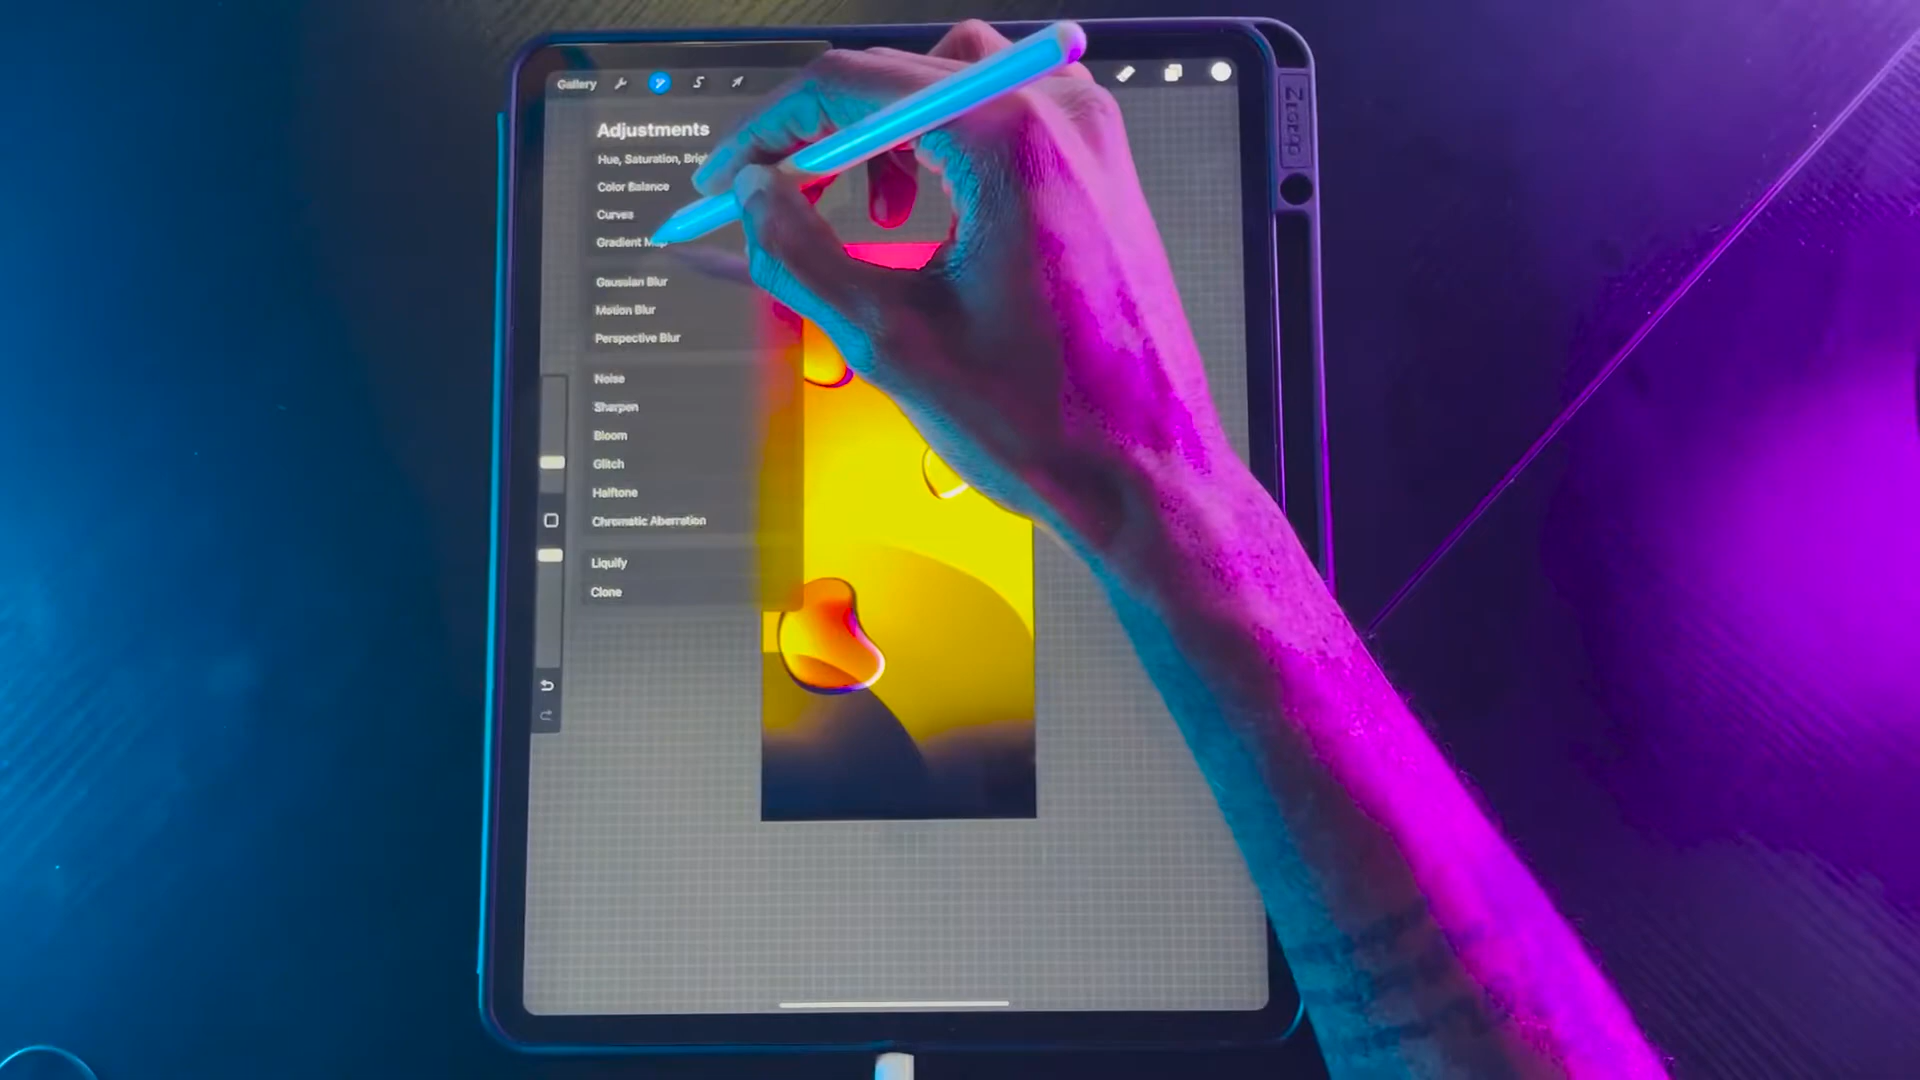 Gallery
Adjustments
Hue, Saturation,
Color Balance
Curves
Gradient Map
Gaussian Blur
Motion Blur
Perspective Blur
Noise
Sharpen
Bloom
Glitch
Halftone
Chromatic Aberration
Liquify
Clone